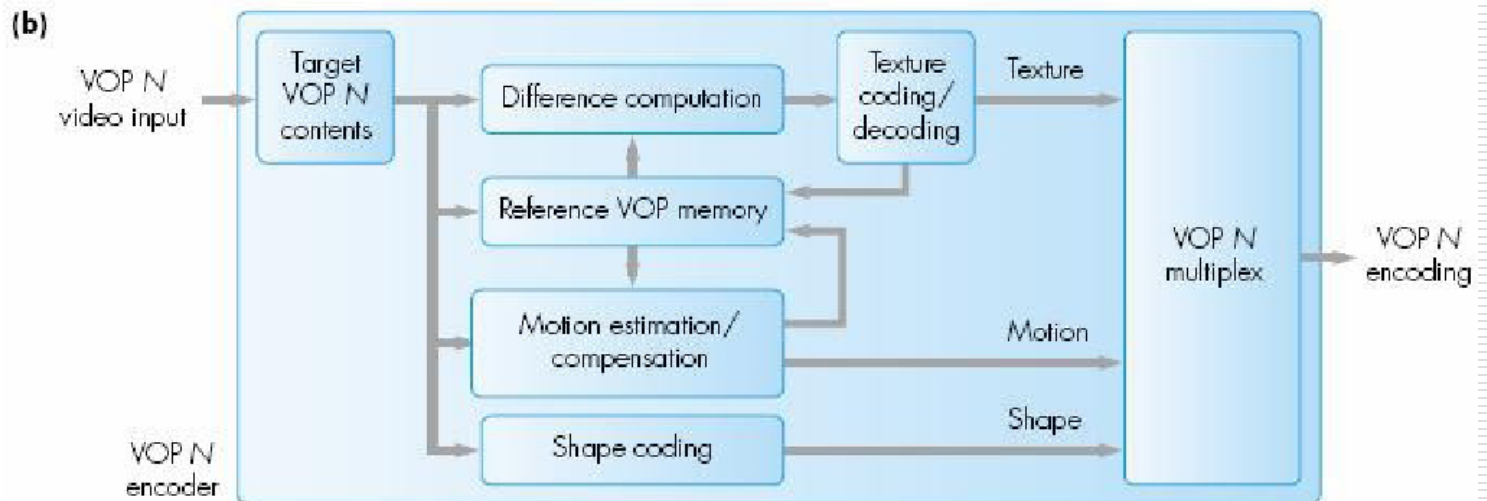 (b)
VOP N
video input
Target
VOP N
contents
Difference computation
Texture
coding/
decoding
Texture
Reference VOP memory
VOP N
multiplex
VOP N
encoding
Motion estimation/
compensation
Motion
Shape coding
Shape
VOP N
encoder